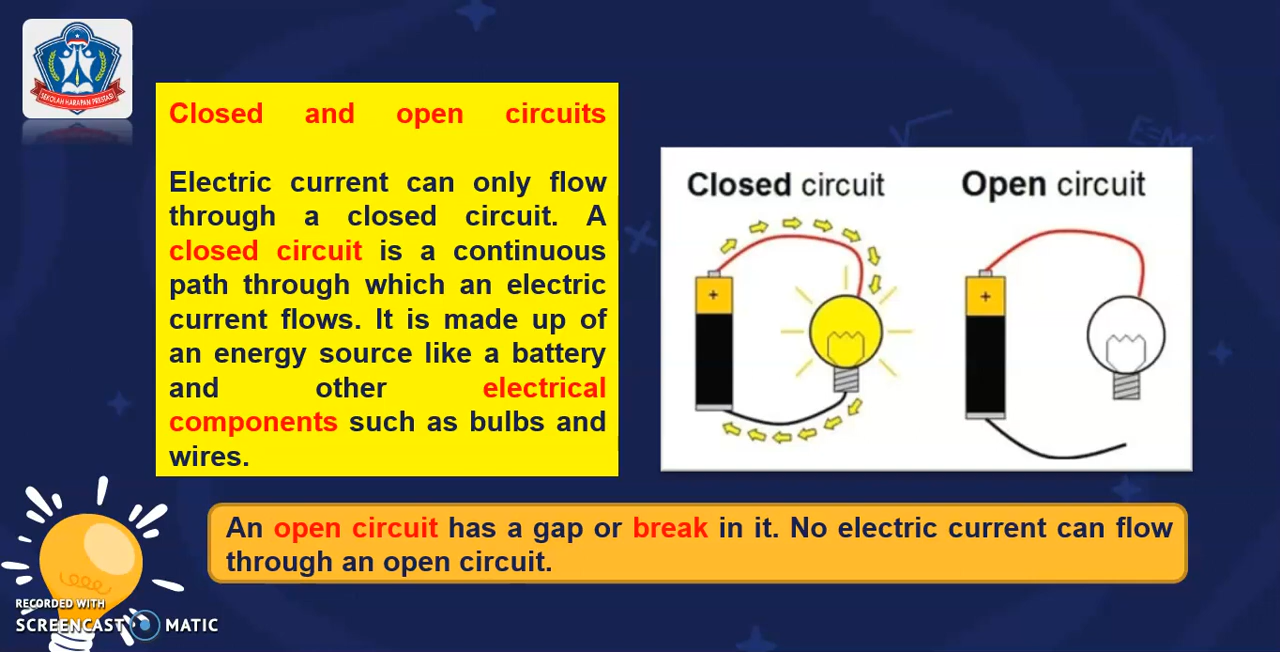 SEKOLAH HARAPAN PRESTASI
Closed and open circuits
Electric current can only flow
through a closed circuit. A
closed circuit is a continuous
path through which an electric
current flows. It is made up of
an energy source like a battery
and other electrical
components such as bulbs and
wires.
Closed circuit
+
Open circuit
+
An open circuit has a gap or break in it. No electric current can flow
through an open circuit.
RECORDED WITH
SCREENCAST MATIC